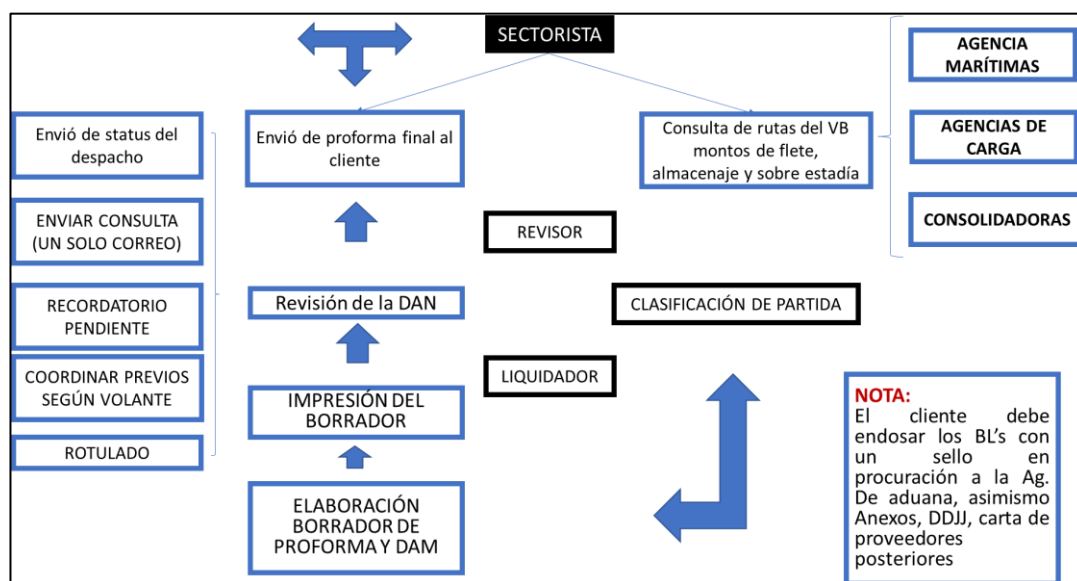 SECTORISTA
AGENCIA
MARÍTIMAS
AGENCIAS DE
CARGA
CONSOLIDADORAS
Envió de status del
despacho
Envió de proforma final al
cliente
Consulta de rutas del VB
montos de flete,
almacenaje y sobre estadía
ENVIAR CONSULTA
(UN SOLO CORREO)
REVISOR
RECORDATORIO
PENDIENTE
Revisión de la DAN
CLASIFICACIÓN DE PARTIDA
COORDINAR PREVIOS
SEGÚN VOLANTE
LIQUIDADOR
IMPRESIÓN DEL
BORRADOR
ROTULADO
ELABORACIÓN
BORRADOR DE
PROFORMA Y DAM
NOTA:
El cliente debe
endosar los BL’s con
un sello en
procuración a la Ag.
De aduana, asimismo
Anexos, DDJJ, carta de
proveedores
posteriores